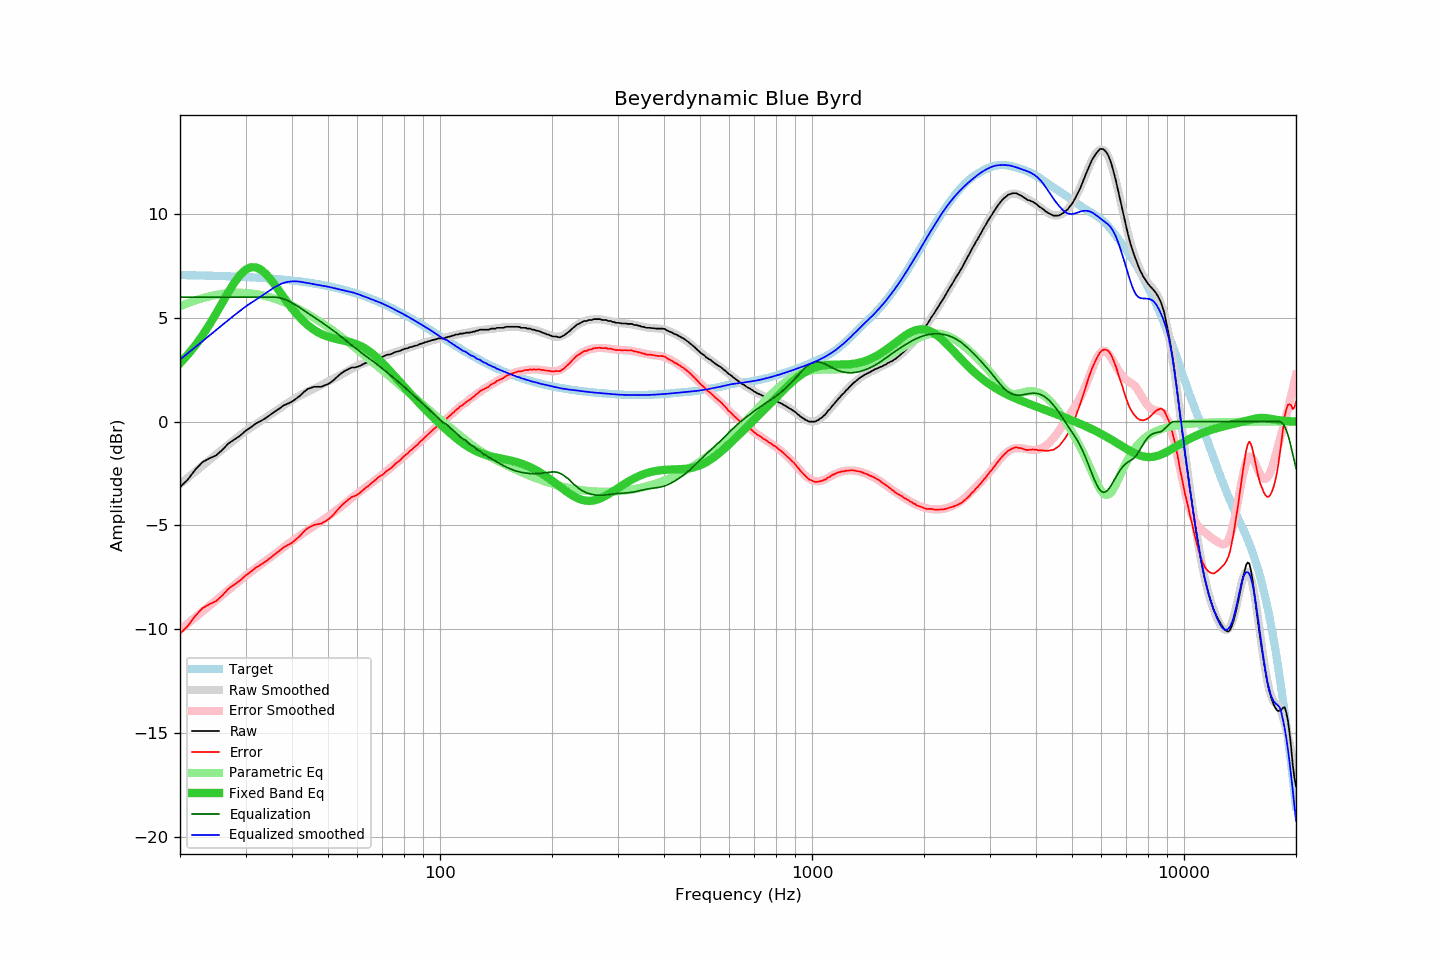 Beyerdynamic Blue Byrd
Amplitude (dBr)
10
5
0
−5
−10
−15
−20
Target
Raw Smoothed
Error Smoothed
Raw
Error
Parametric Eq
Fixed Band Eq
Equalization
Equalized smoothed
100
1000
10000
Frequency (Hz)